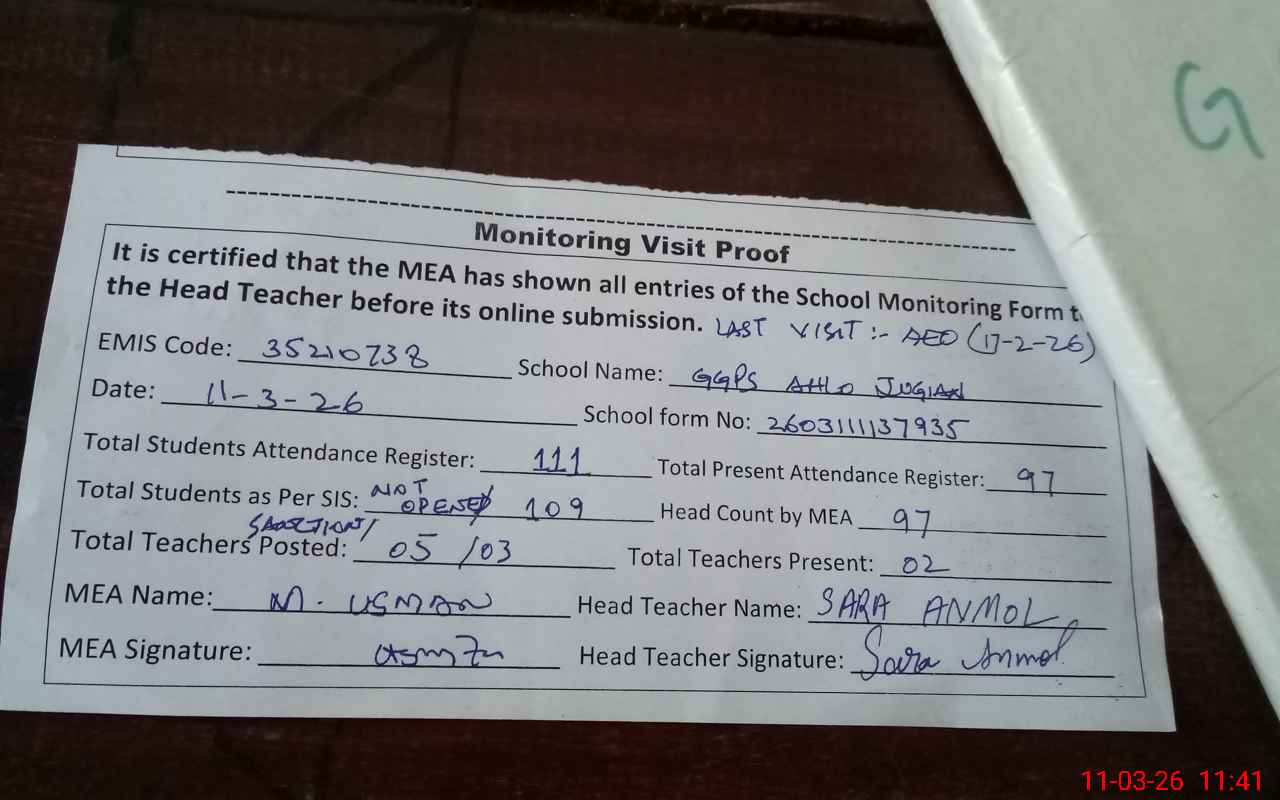 G
Monitoring Visit Proof
It is certified that the MEA has shown all entries of the School Monitoring Form t
the Head Teacher before its online submission. LAST VISIT :- AEO (17-2-26)
EMIS Code: 35210738 School Name: GGPS AHLO JUGIAN
Date: 11-3-26 School form No: 2603111137935
Total Students Attendance Register: 111 Total Present Attendance Register: 97
Total Students as Per SIS: NOT OPENED 109 Head Count by MEA 97
Total Teachers Posted: 05 /03 Total Teachers Present: 02
MEA Name: M. USMAN Head Teacher Name: SARA ANMOL
MEA Signature: Head Teacher Signature: Sara Anmol
11-03-26 11:41